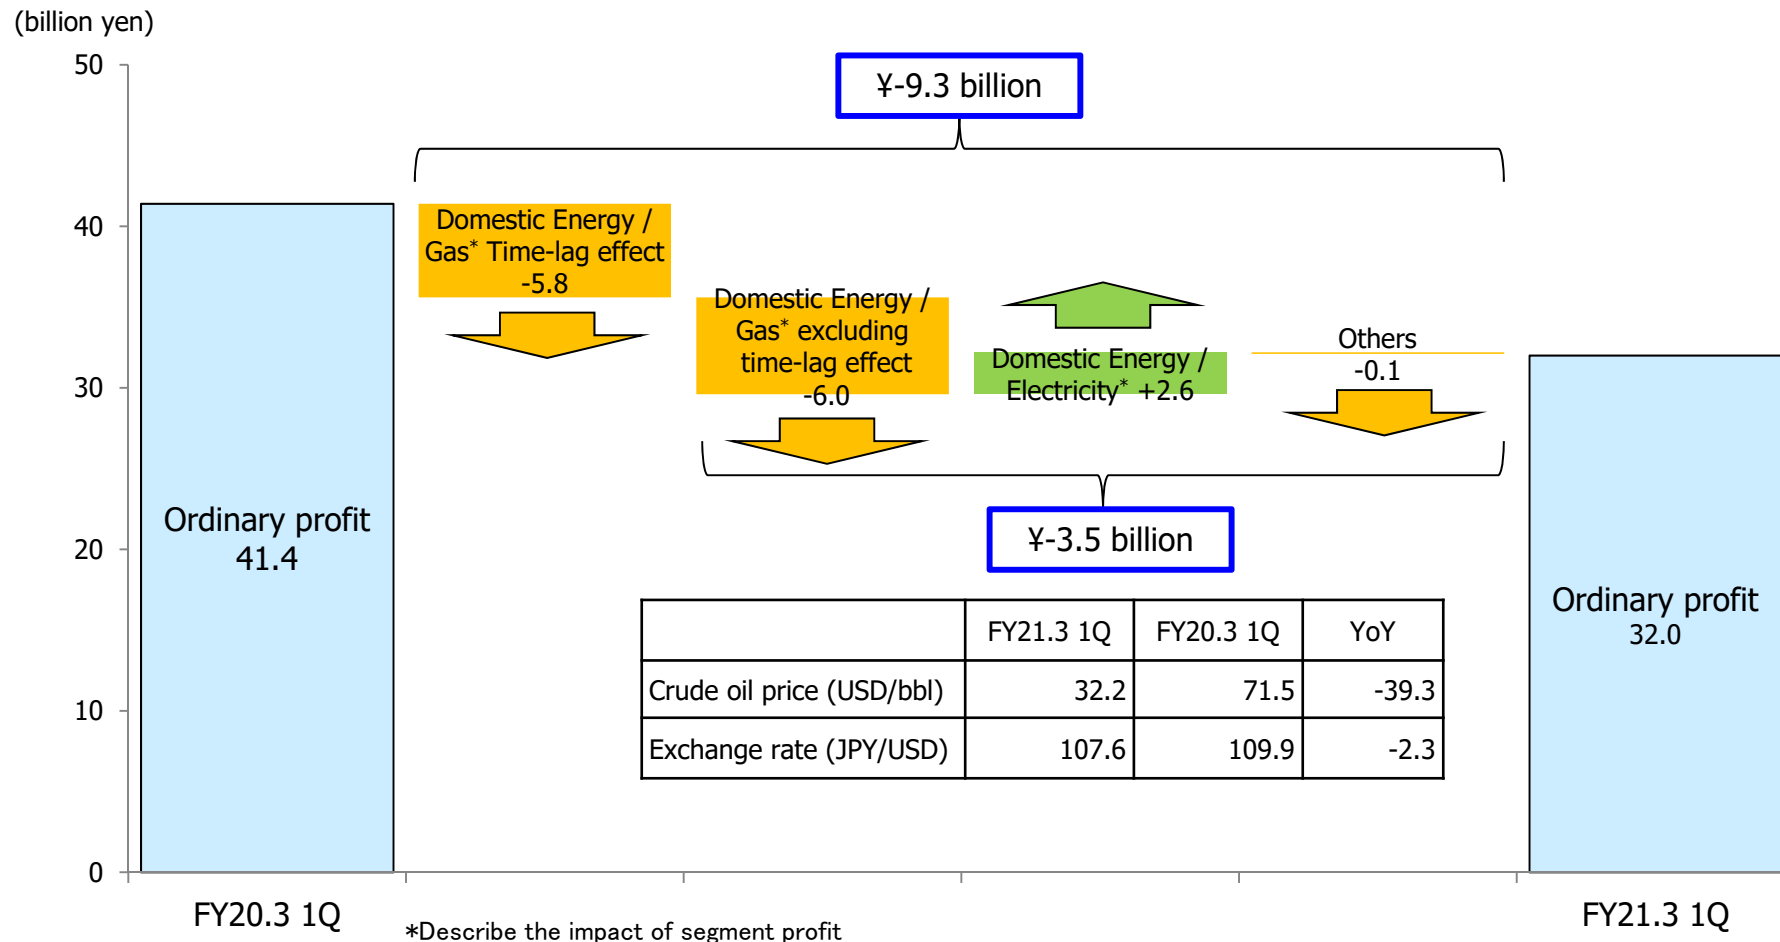 (billion yen)
50
40
30
20
10
0
¥-9.3 billion
Domestic Energy /
Gas* Time-lag effect
-5.8
Domestic Energy /
Gas* excluding
time-lag effect
-6.0
Domestic Energy /
Electricity* +2.6
Others
-0.1
¥-3.5 billion
Ordinary profit
41.4
Ordinary profit
32.0
FY21.3 1Q FY20.3 1Q YoY
Crude oil price (USD/bbl) 32.2 71.5 -39.3
Exchange rate (JPY/USD) 107.6 109.9 -2.3
FY20.3 1Q
FY21.3 1Q
*Describe the impact of segment profit